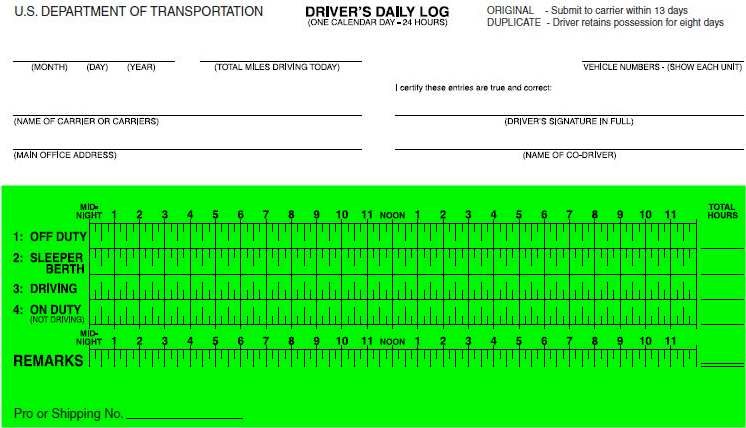 U.S. DEPARTMENT OF TRANSPORTATION DRIVER'S DAILY LOG ORIGINAL - Submit to carrier within 13 days
(ONE CALENDAR DAY - 24 HOURS) DUPLICATE - Driver retains possession for eight days
(MONTH) (DAY) (YEAR) (TOTAL MILES DRIVING TODAY) VEHICLE NUMBERS - (SHOW EACH UNIT)
I certify these entries are true and correct:
(NAME OF CARRIER OR CARRIERS) (DRIVER'S SIGNATURE IN FULL)
(MAIN OFFICE ADDRESS) (NAME OF CO-DRIVER)
MID- TOTAL
NIGHT 1 2 3 4 5 6 7 8 9 10 11 NOON 1 2 3 4 5 6 7 8 9 10 11 HOURS
1: OFF DUTY
2: SLEEPER
BERTH
3: DRIVING
4: ON DUTY
(NOT DRIVING)
MID-
NIGHT 1 2 3 4 5 6 7 8 9 10 11 NOON 1 2 3 4 5 6 7 8 9 10 11
REMARKS
Pro or Shipping No.